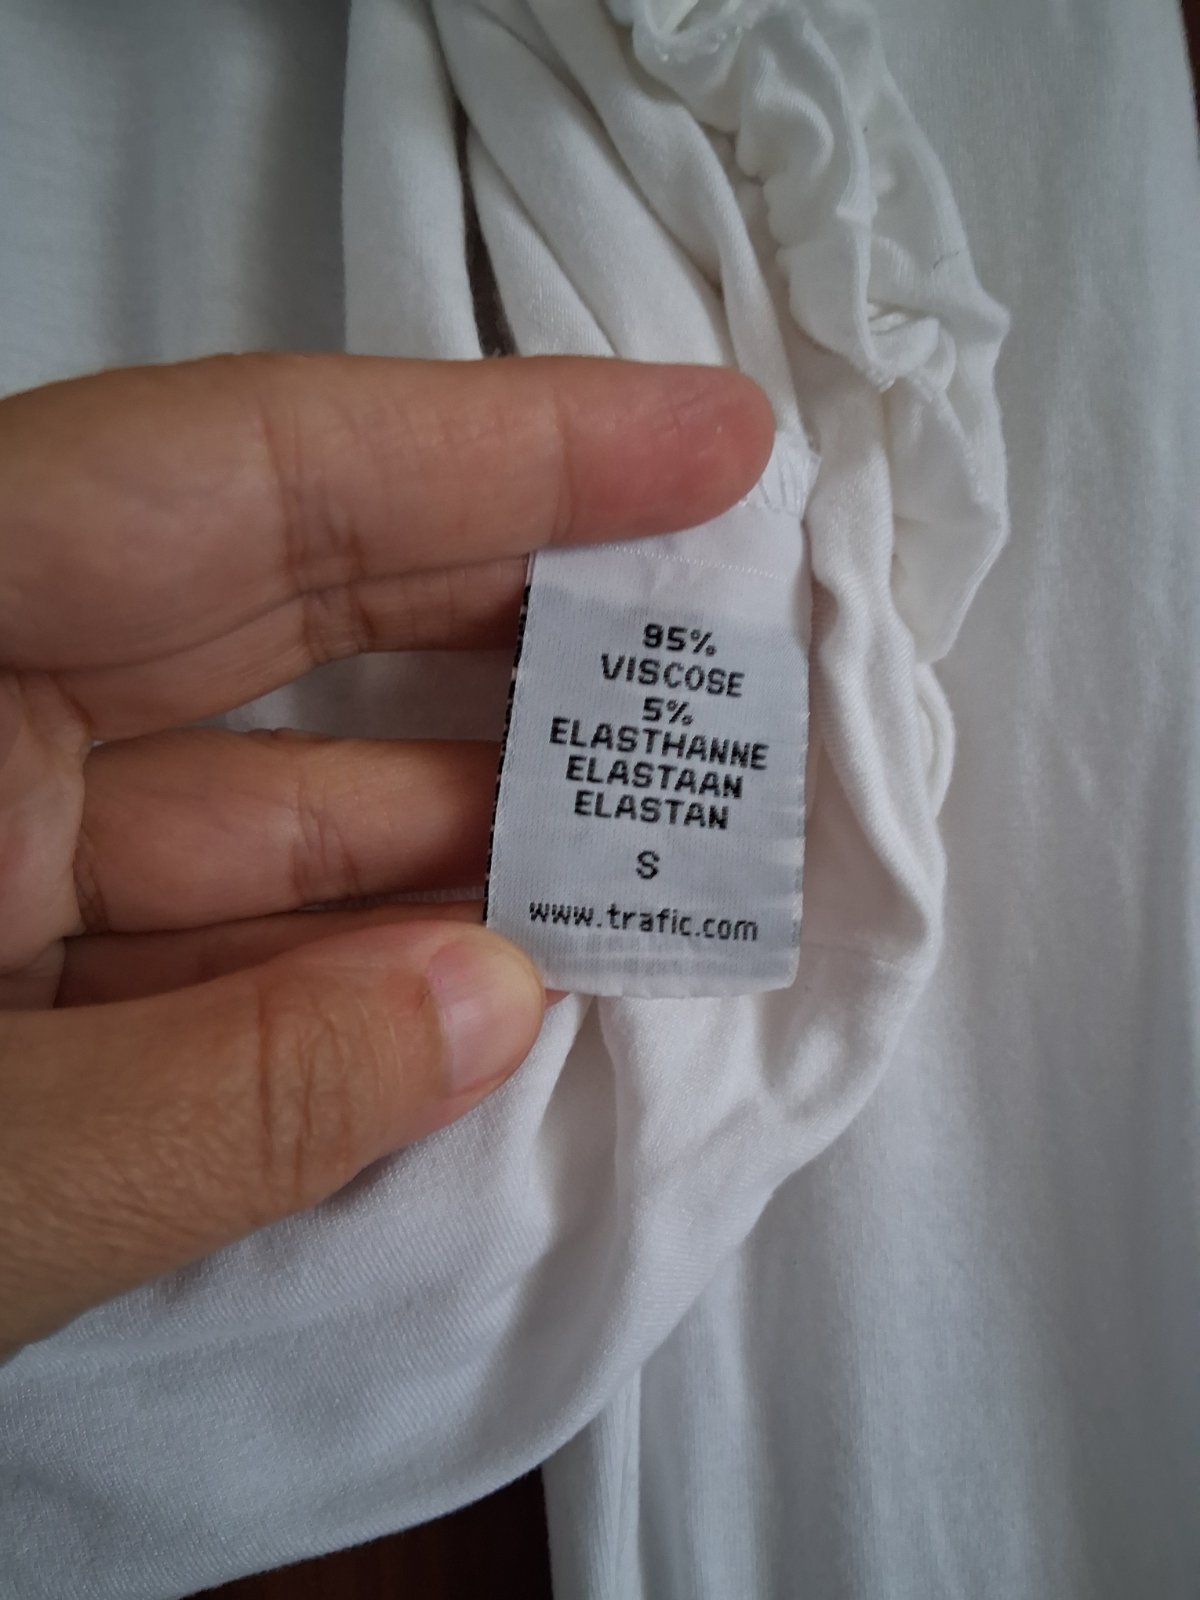 95%
VISCOSE
5%
ELASTHANNE
ELASTAAN
ELASTAN
S
www.trafic.com